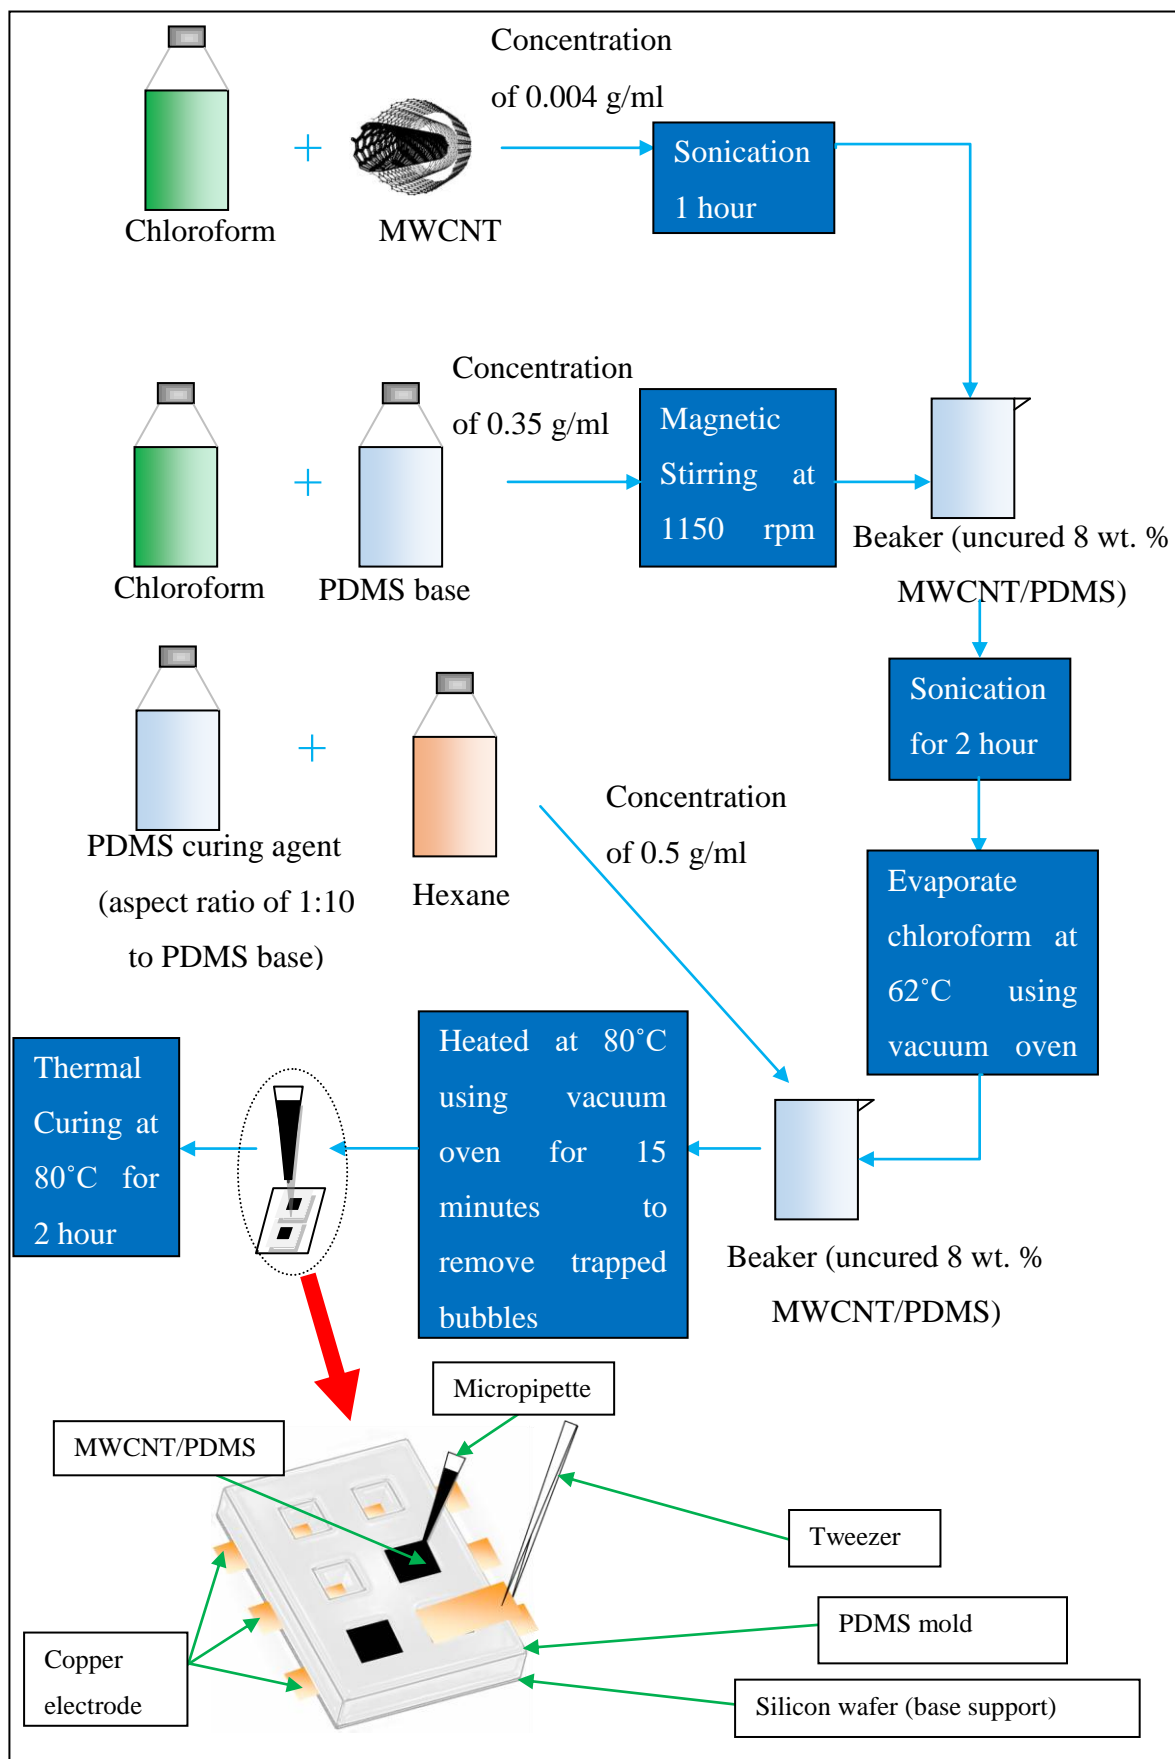 Concentration
of 0.004 g/ml
Sonication
1 hour
Chloroform
MWCNT
Concentration
of 0.35 g/ml
Magnetic
Stirring at
1150 rpm
Chloroform
PDMS base
Beaker (uncured 8 wt. %
MWCNT/PDMS)
Sonication
for 2 hour
PDMS curing agent
(aspect ratio of 1:10
to PDMS base)
Hexane
Concentration
of 0.5 g/ml
Evaporate
chloroform at
62˚C using
vacuum oven
Beaker (uncured 8 wt. %
MWCNT/PDMS)
Heated at 80˚C
using vacuum
oven for 15
minutes to
remove trapped
bubbles
Thermal
Curing at
80˚C for
2 hour
Micropipette
MWCNT/PDMS
Tweezer
PDMS mold
Copper
electrode
Silicon wafer (base support)